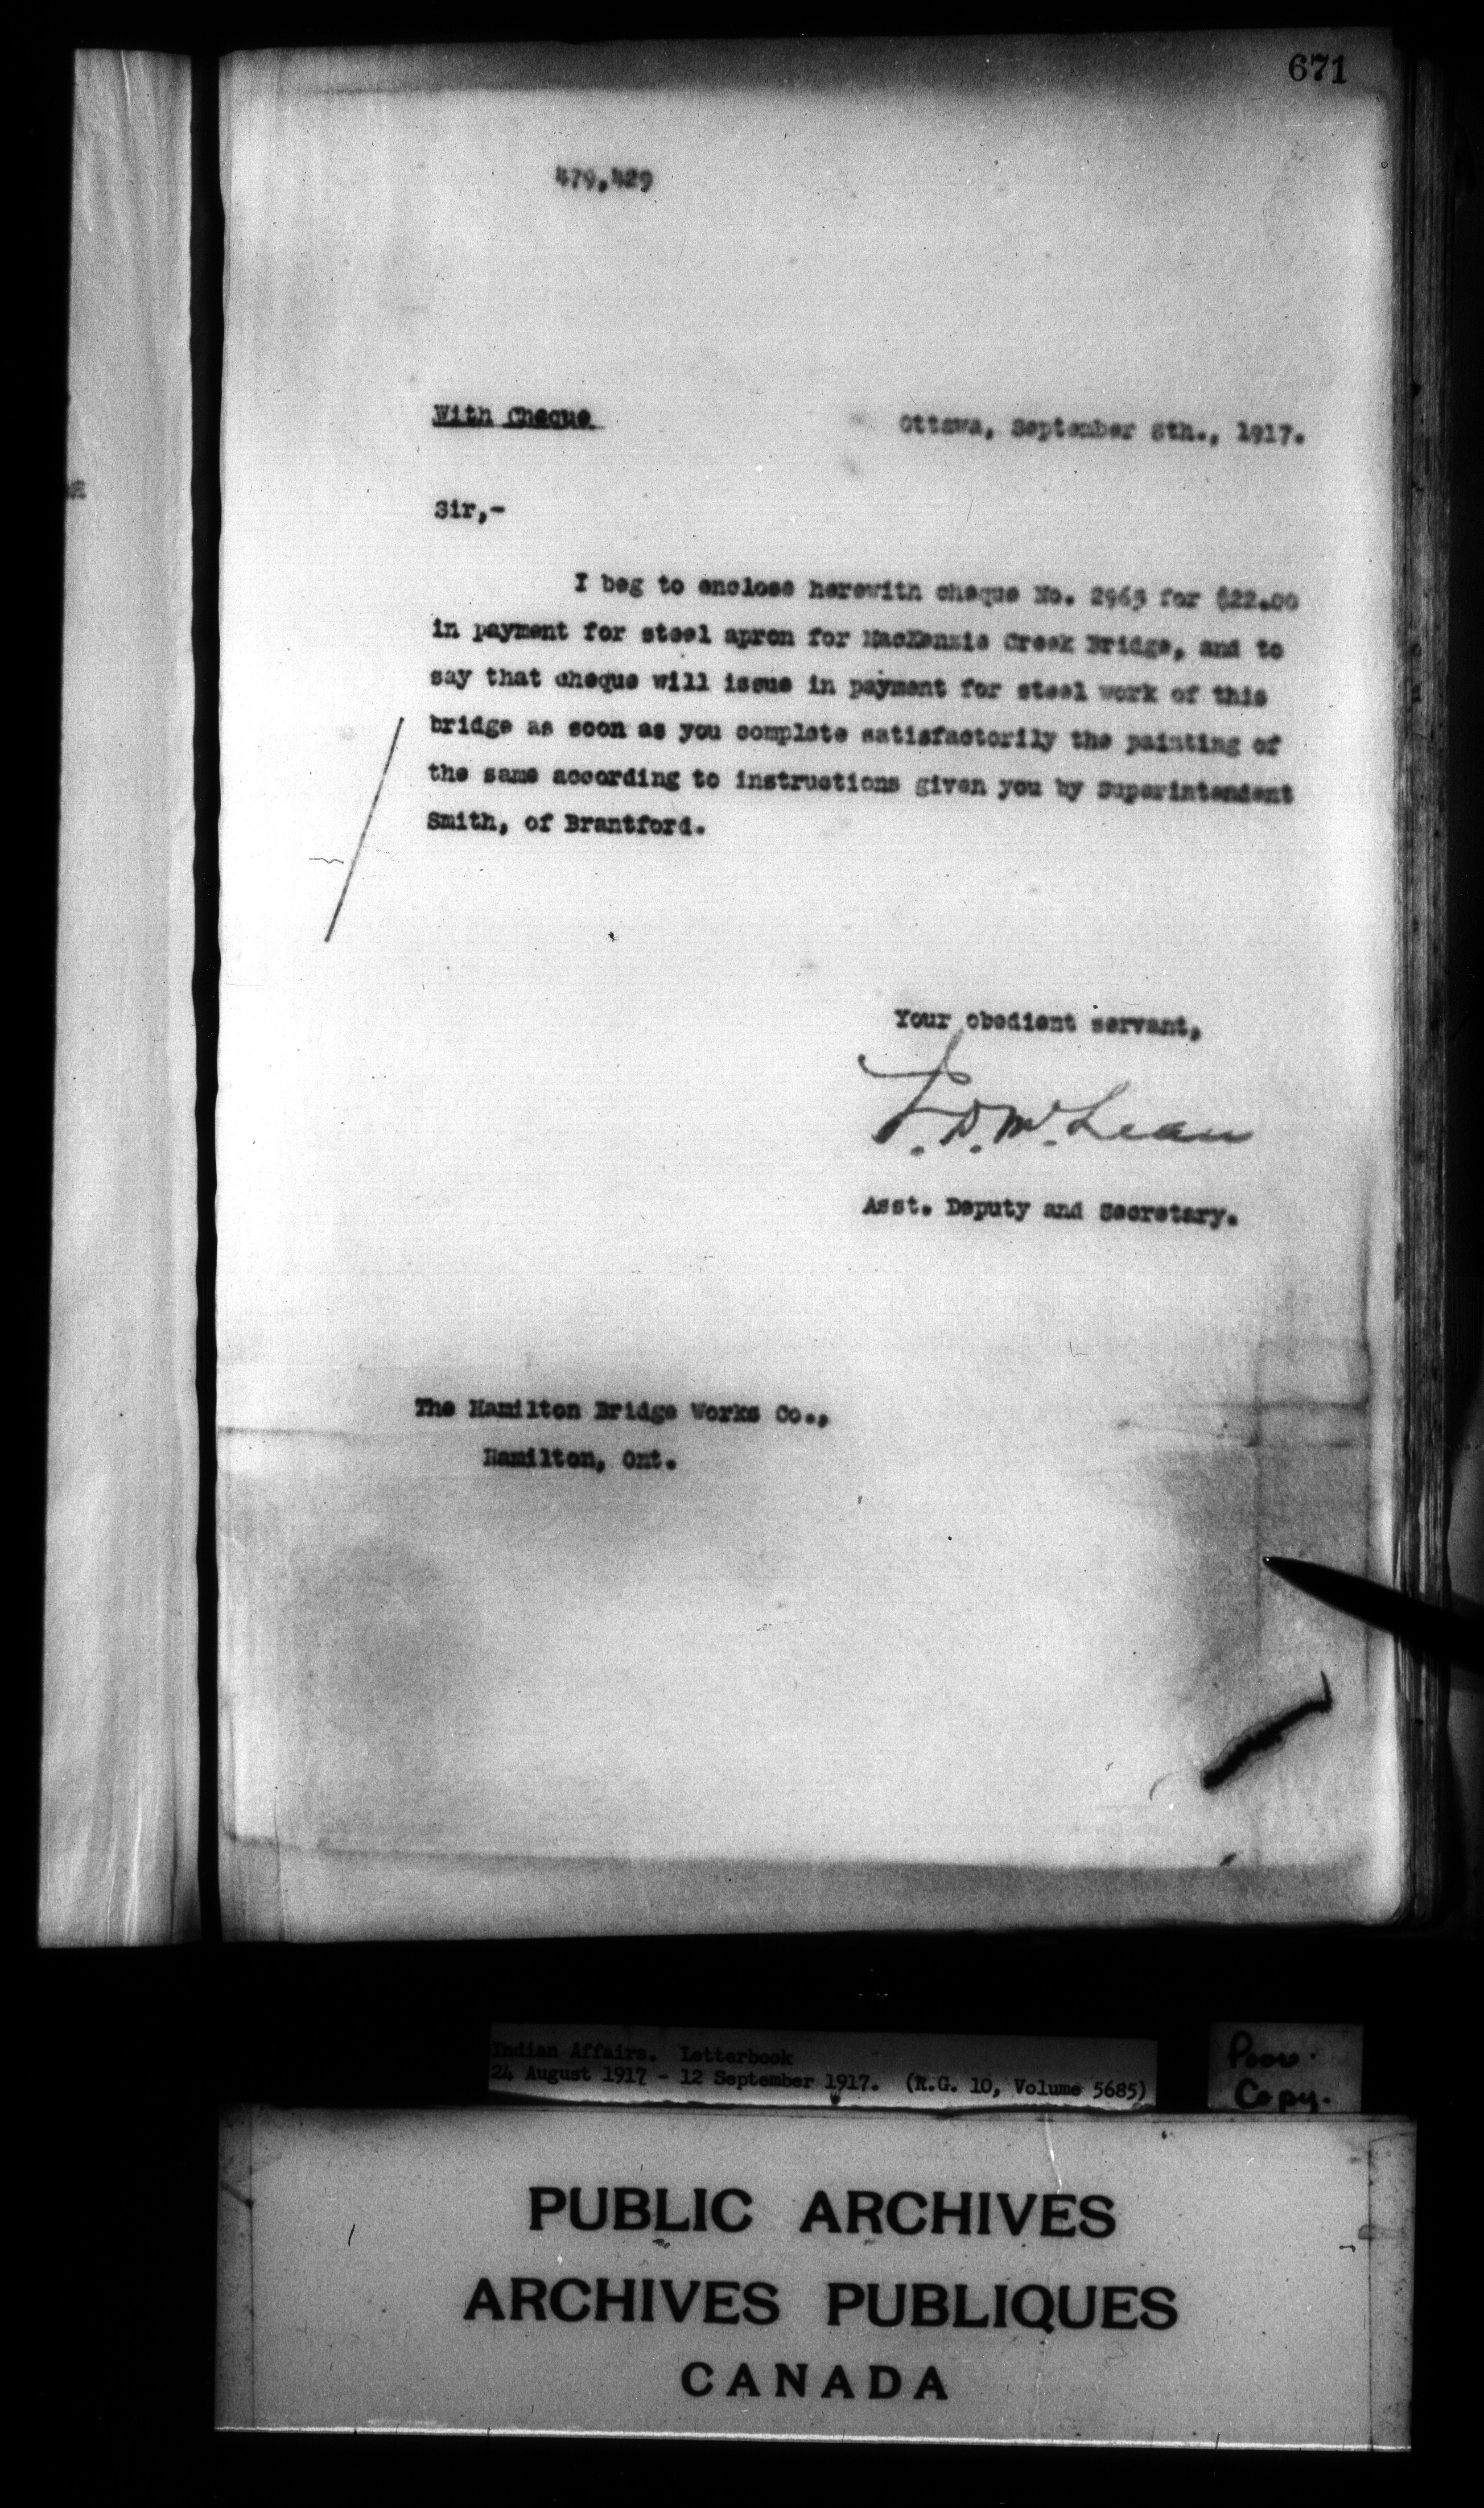 671
479,429
With Cheque
Ottawa, September 8th., 1917.
Sir,-
I beg to enclose herewith cheque No. 2965 for $22.00
in payment for steel apron for MacKenzie Creek Bridge, and to
say that cheque will issue in payment for steel work of this
bridge as soon as you complete satisfactorily the painting of
the same according to instructions given you by Superintendent
Smith, of Brantford.
Your obedient servant,
J. D. McLean
Asst. Deputy and Secretary.
The Hamilton Bridge Works Co.,
Hamilton, Ont.
Indian Affairs. Letterbook
24 August 1917 - 12 September 1917. (R.G. 10, Volume 5685)
Poor
Copy.
PUBLIC ARCHIVES
ARCHIVES PUBLIQUES
CANADA